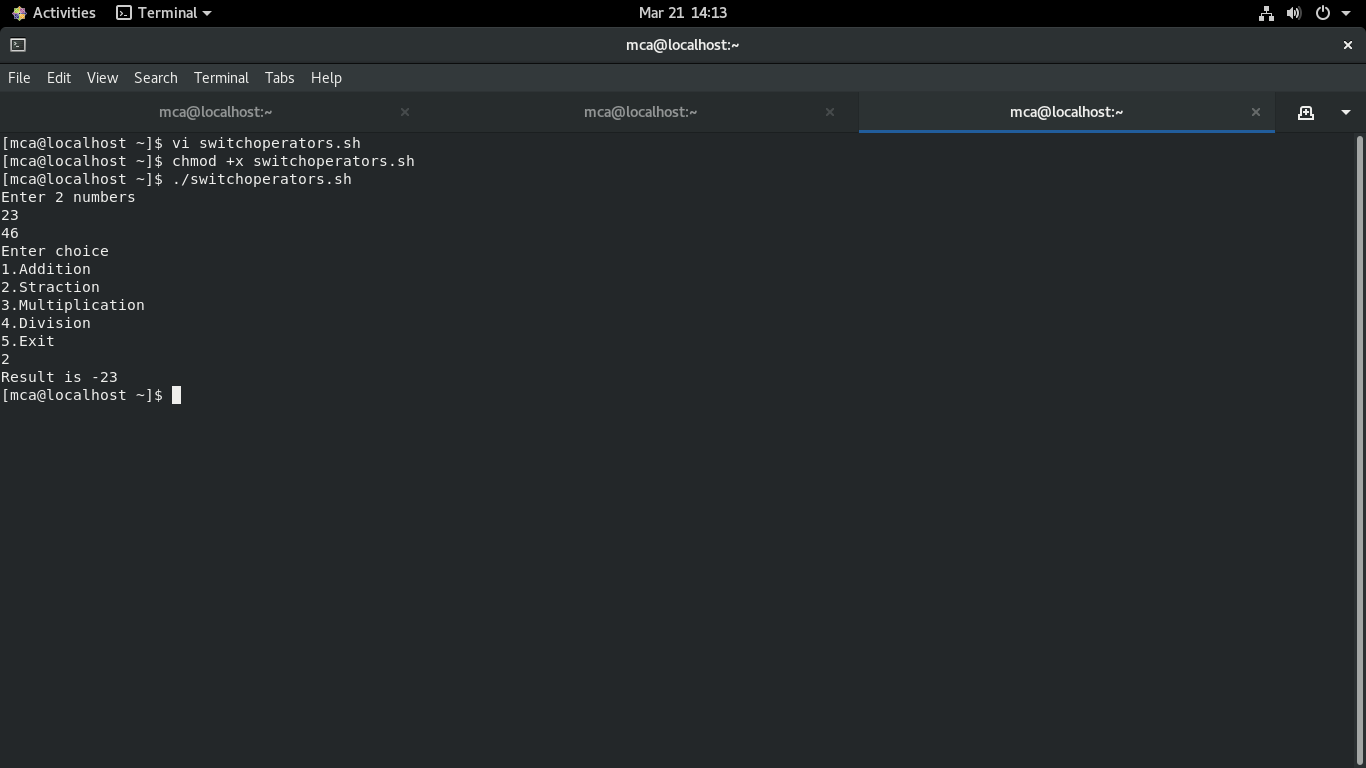 Activities Terminal Mar 21 14:13
mca@localhost:~
File Edit View Search Terminal Tabs Help
mca@localhost:~ mca@localhost:~ mca@localhost:~
[mca@localhost ~]$ vi switchoperators.sh
[mca@localhost ~]$ chmod +x switchoperators.sh
[mca@localhost ~]$ ./switchoperators.sh
Enter 2 numbers
23
46
Enter choice
1.Addition
2.Straction
3.Multiplication
4.Division
5.Exit
2
Result is -23
[mca@localhost ~]$